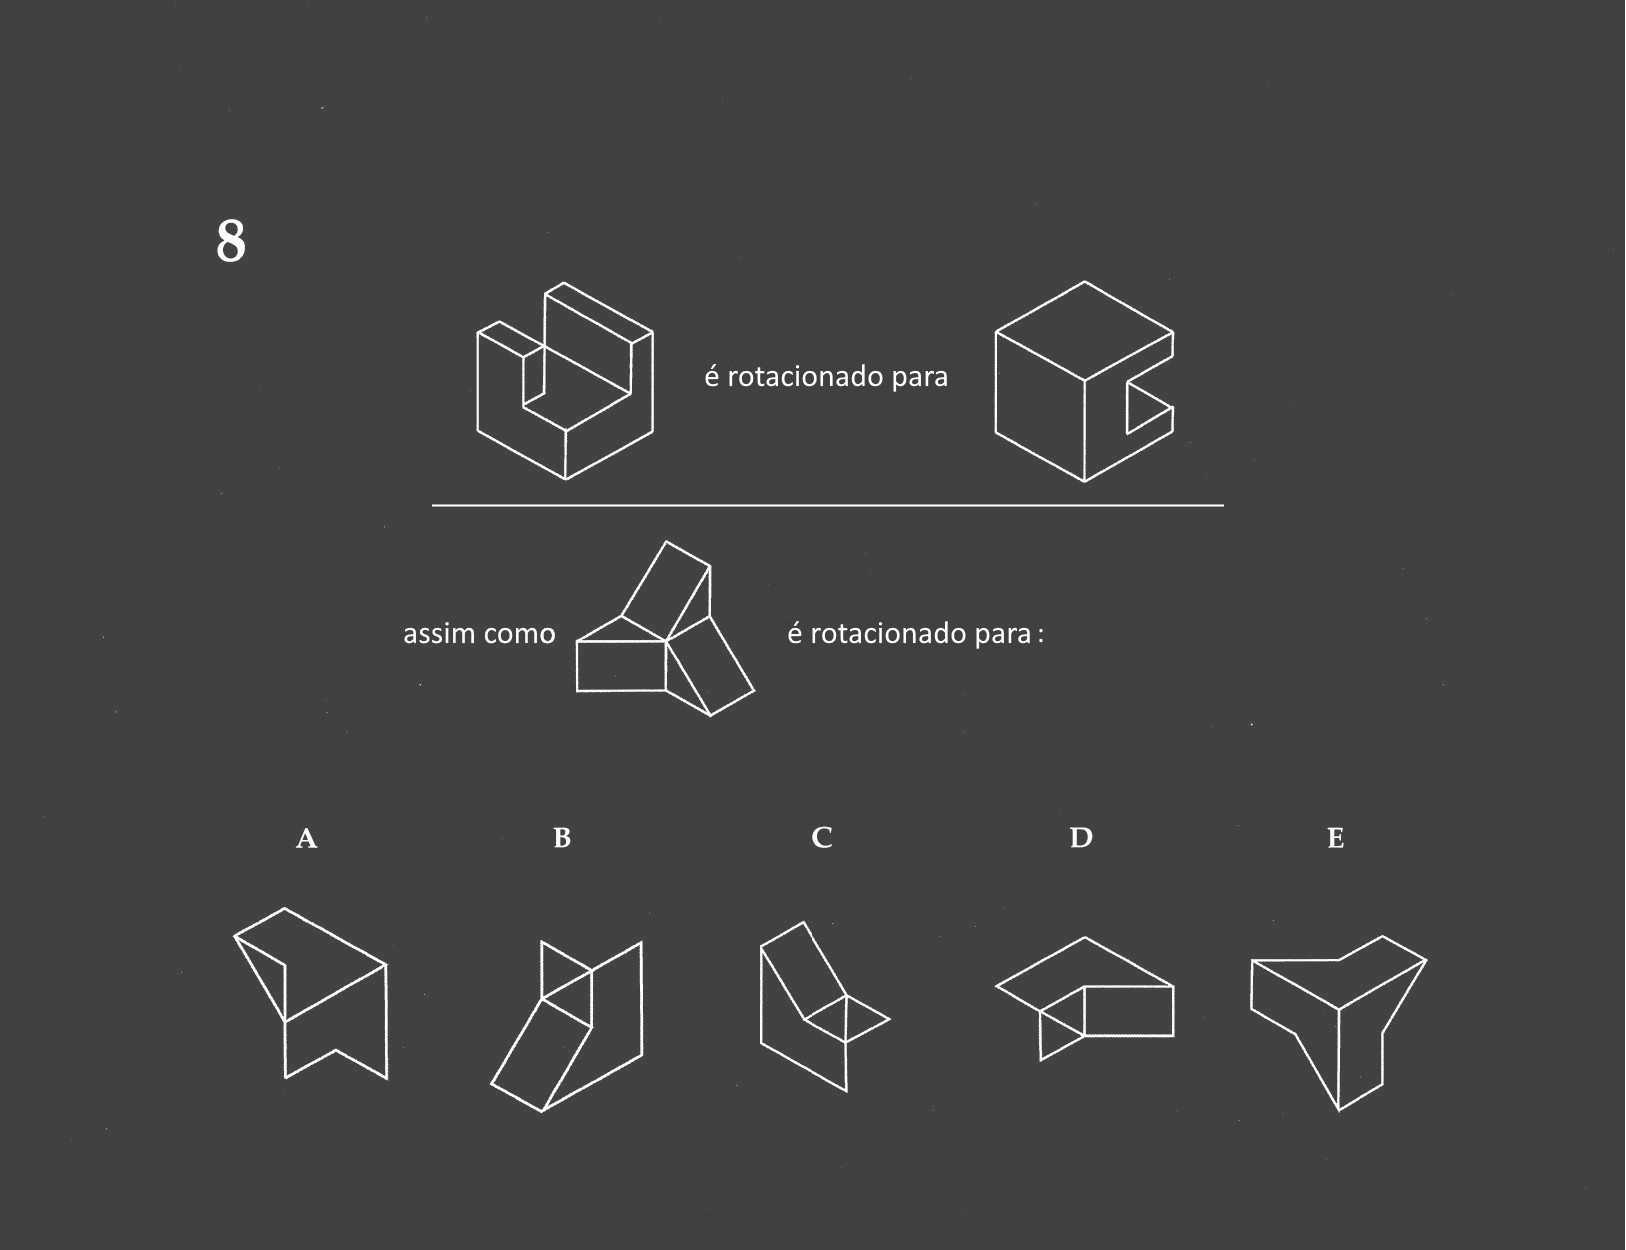 8
é rotacionado para
assim como é rotacionado para :
A B C D E